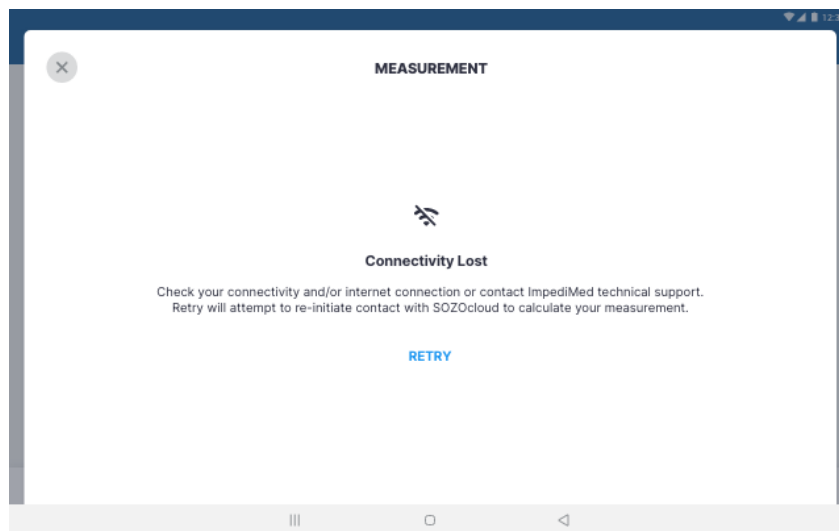 MEASUREMENT
Connectivity Lost
Check your connectivity and/or internet connection or contact ImpediMed technical support.
Retry will attempt to re-initiate contact with SOZOcloud to calculate your measurement.
RETRY